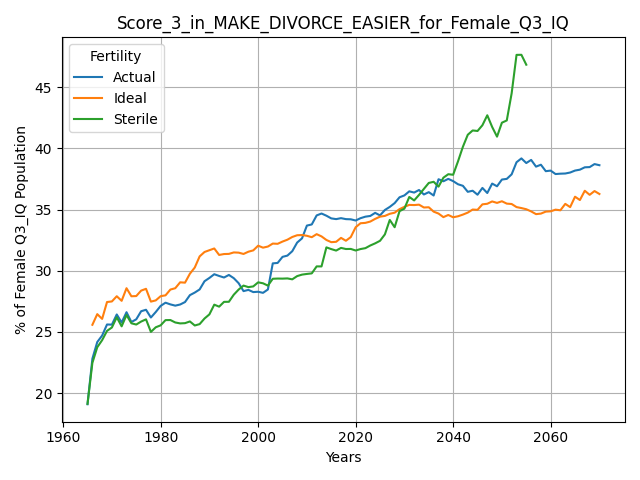 Score_3_in_MAKE_DIVORCE_EASIER_for_Female_Q3_IQ
Fertility
Actual
Ideal
Sterile
% of Female Q3_IQ Population
45
40
35
30
25
20
1960 1980 2000 2020 2040 2060
Years